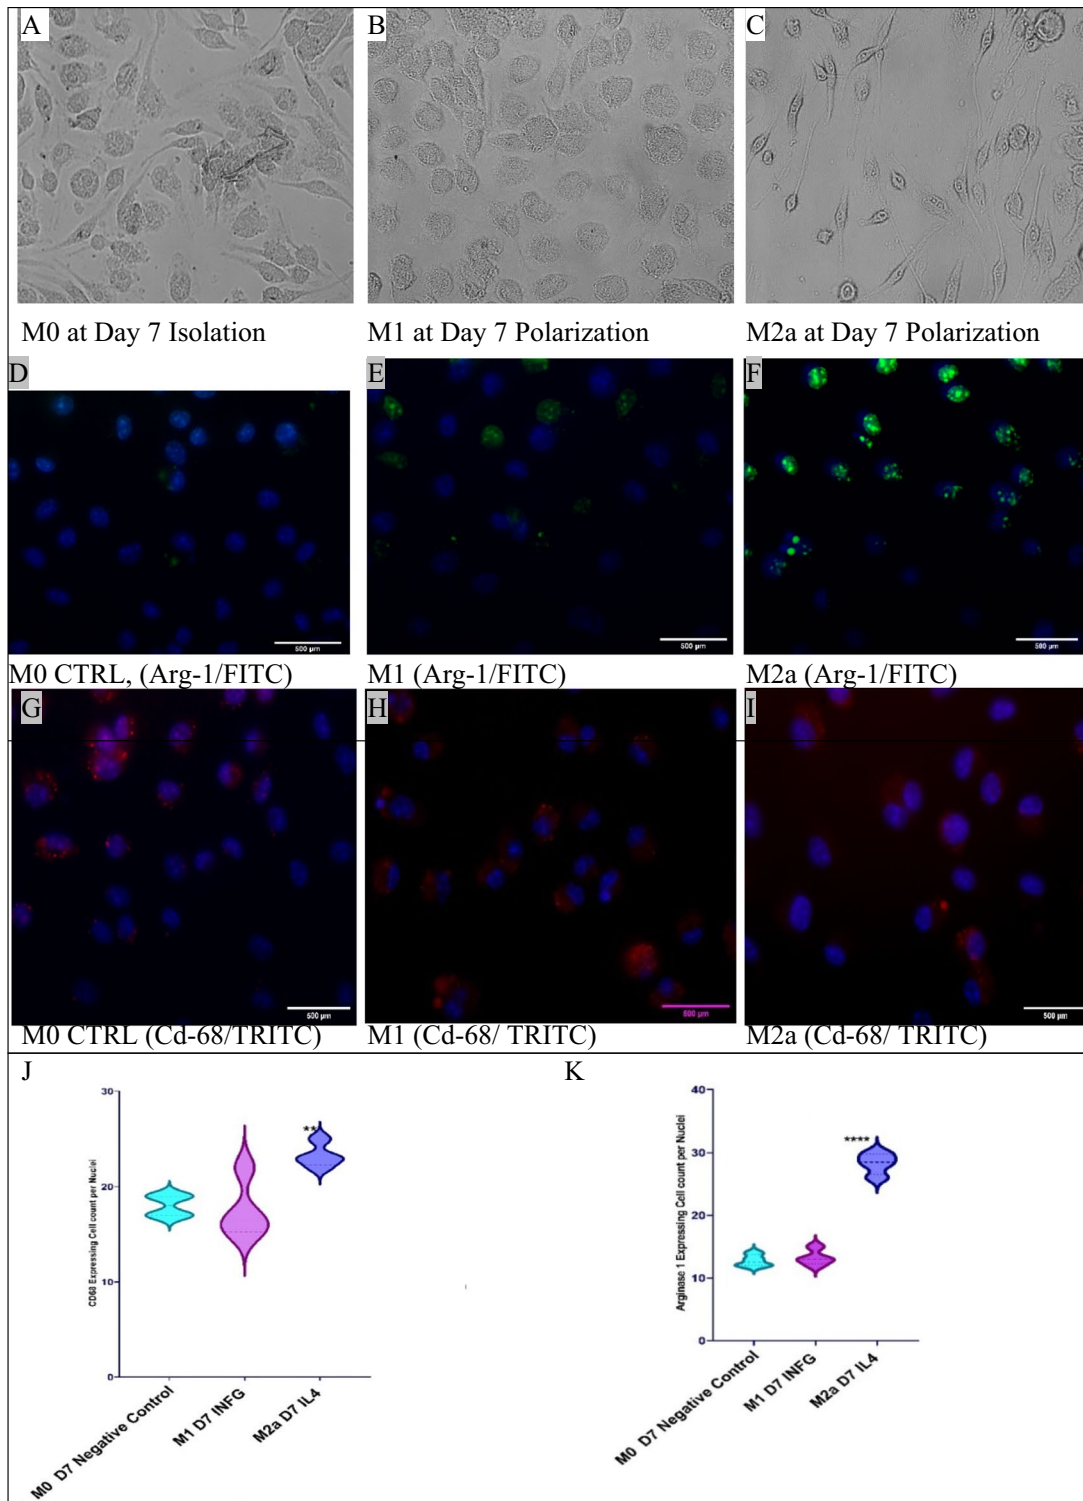 A
B
C
M0 at Day 7 Isolation
M1 at Day 7 Polarization
M2a at Day 7 Polarization
D
E
F
500 µm
500 µm
500 µm
M0 CTRL, (Arg-1/FITC)
M1 (Arg-1/FITC)
M2a (Arg-1/FITC)
G
H
I
500 µm
500 µm
500 µm
M0 CTRL (Cd-68/TRITC)
M1 (Cd-68/ TRITC)
M2a (Cd-68/ TRITC)
J
CD68 Expressing Cell count per Nuclei
30
20
10
0
**
M0 D7 Negative Control
M1 D7 INFG
M2a D7 IL4
K
Arginase 1 Expressing Cell count per Nuclei
40
30
20
10
0
****
M0 D7 Negative Control
M1 D7 INFG
M2a D7 IL4